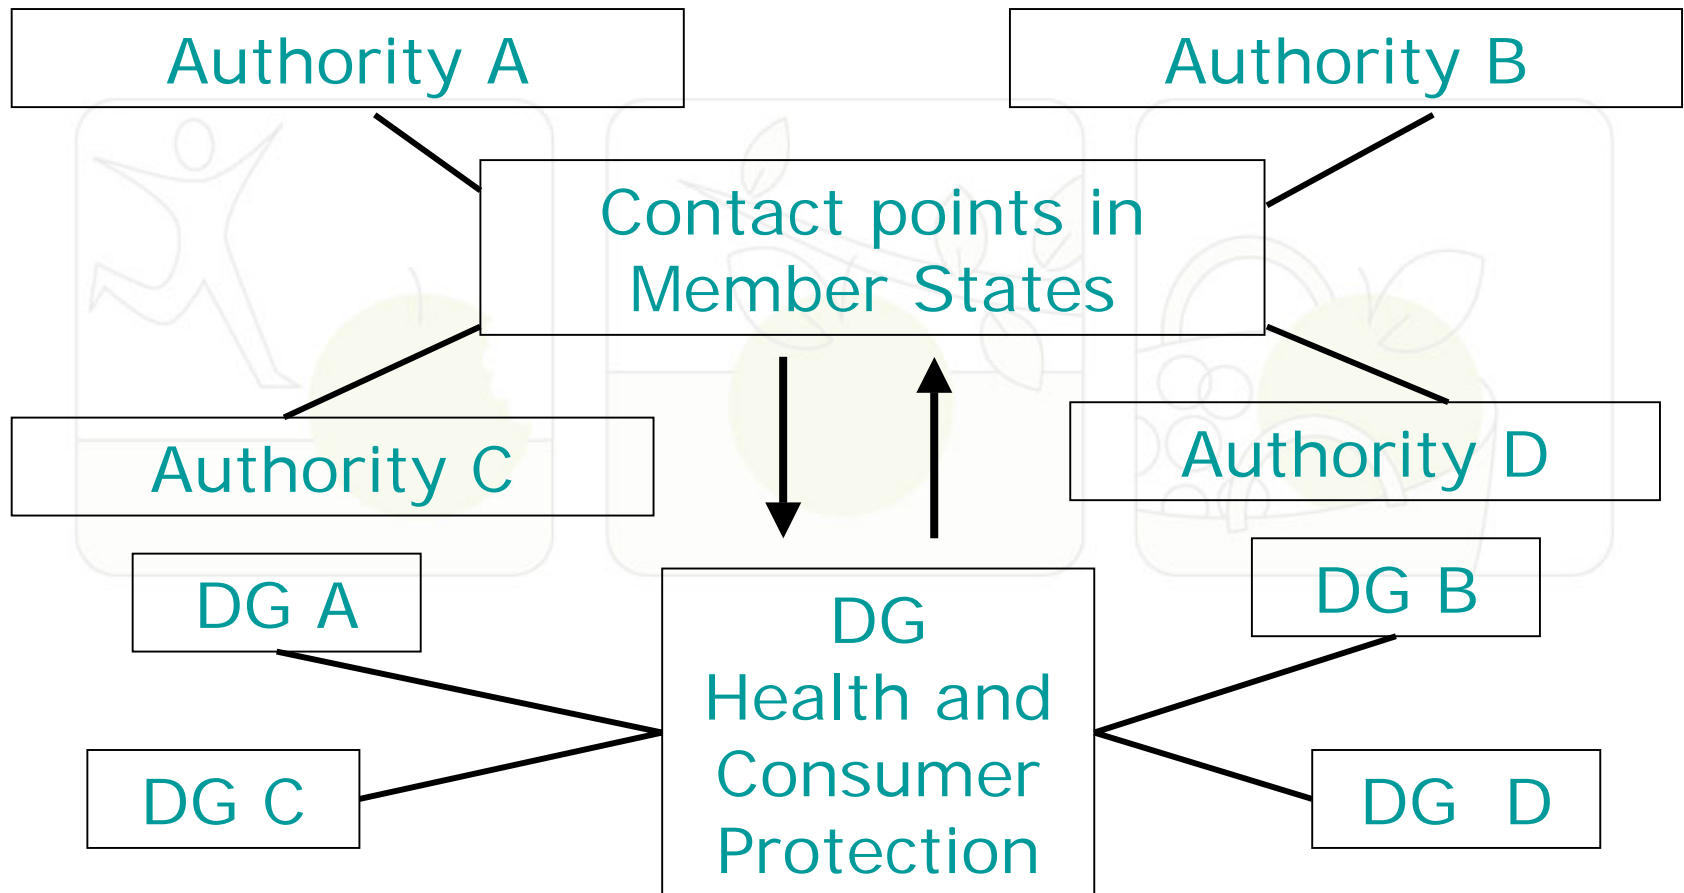 Authority A
Authority B
Contact points in
Member States
Authority C
Authority D
DG A
DG B
DG
Health and
Consumer
Protection
DG C
DG D